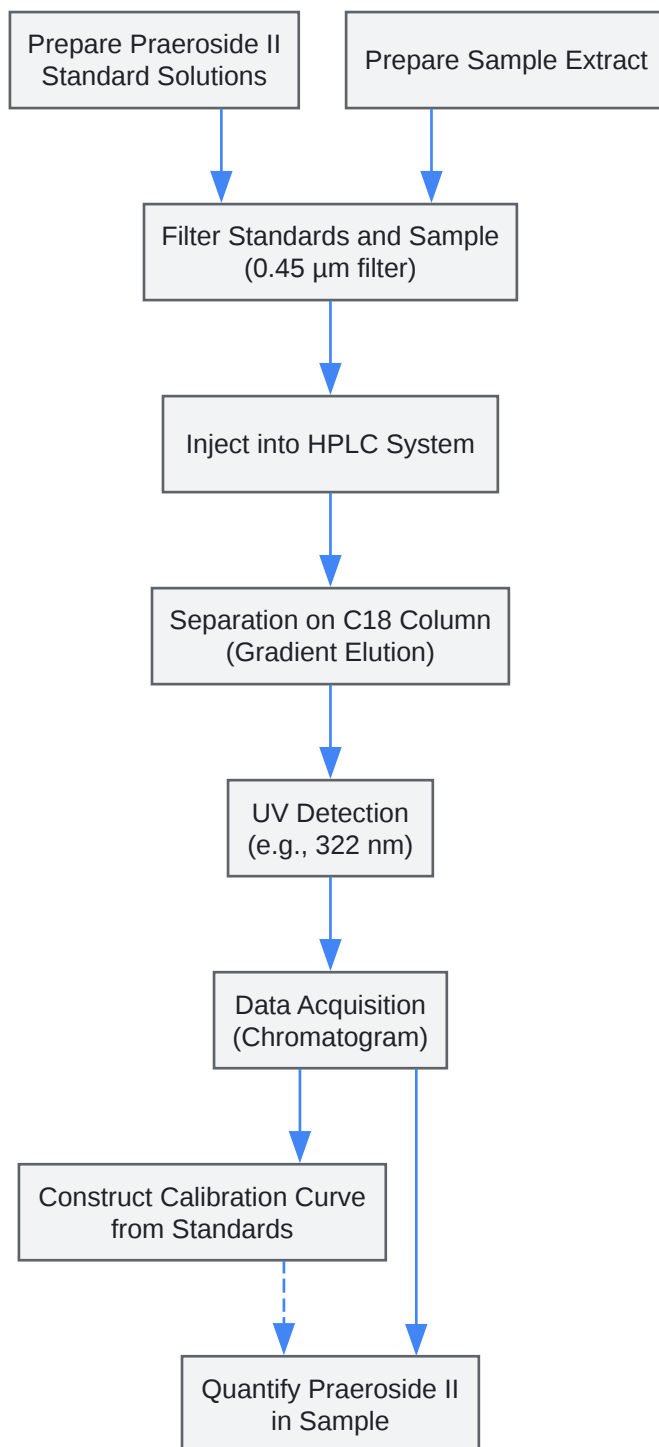 Prepare Praeroside II
Standard Solutions
Prepare Sample Extract
Filter Standards and Sample
(0.45 µm filter)
Inject into HPLC System
Separation on C18 Column
(Gradient Elution)
UV Detection
(e.g., 322 nm)
Data Acquisition
(Chromatogram)
Construct Calibration Curve
from Standards
Quantify Praeroside II
in Sample